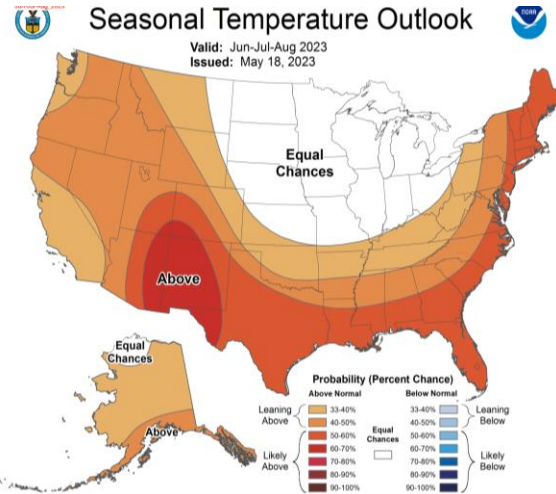 Seasonal Temperature Outlook
Valid: Jun-Jul-Aug 2023
Issued: May 18, 2023
noaa
Equal
Chances
Above
Equal
Chances
Above
Probability (Percent Chance)
Above Normal
Below Normal
Leaning
Above
33-40%
40-50%
Likely
Above
50-60%
60-70%
70-80%
80-90%
90-100%
Equal
Chances
33-40%
40-50%
Leaning
Below
50-60%
60-70%
70-80%
80-90%
90-100%
Likely
Below